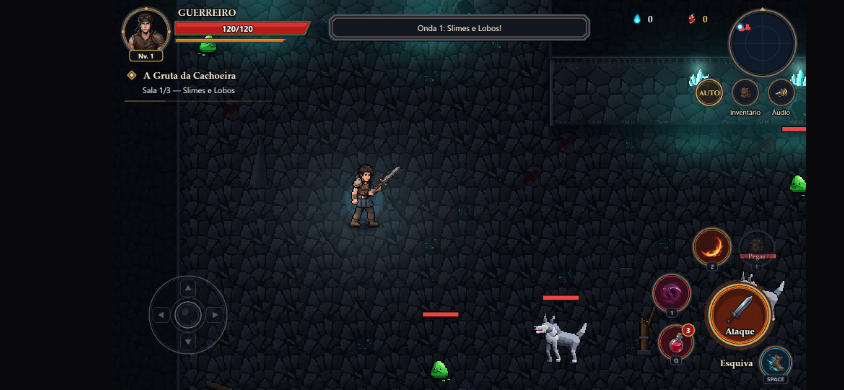 GUERREIRO
120/120
Nv. 1
Onda 1: Slimes e Lobos!
0
0
A Gruta da Cachoeira
Sala 1/3 — Slimes e Lobos
AUTO
Inventário
Áudio
2
Pegar
1
3
Q
Ataque
Esquiva
SPACE